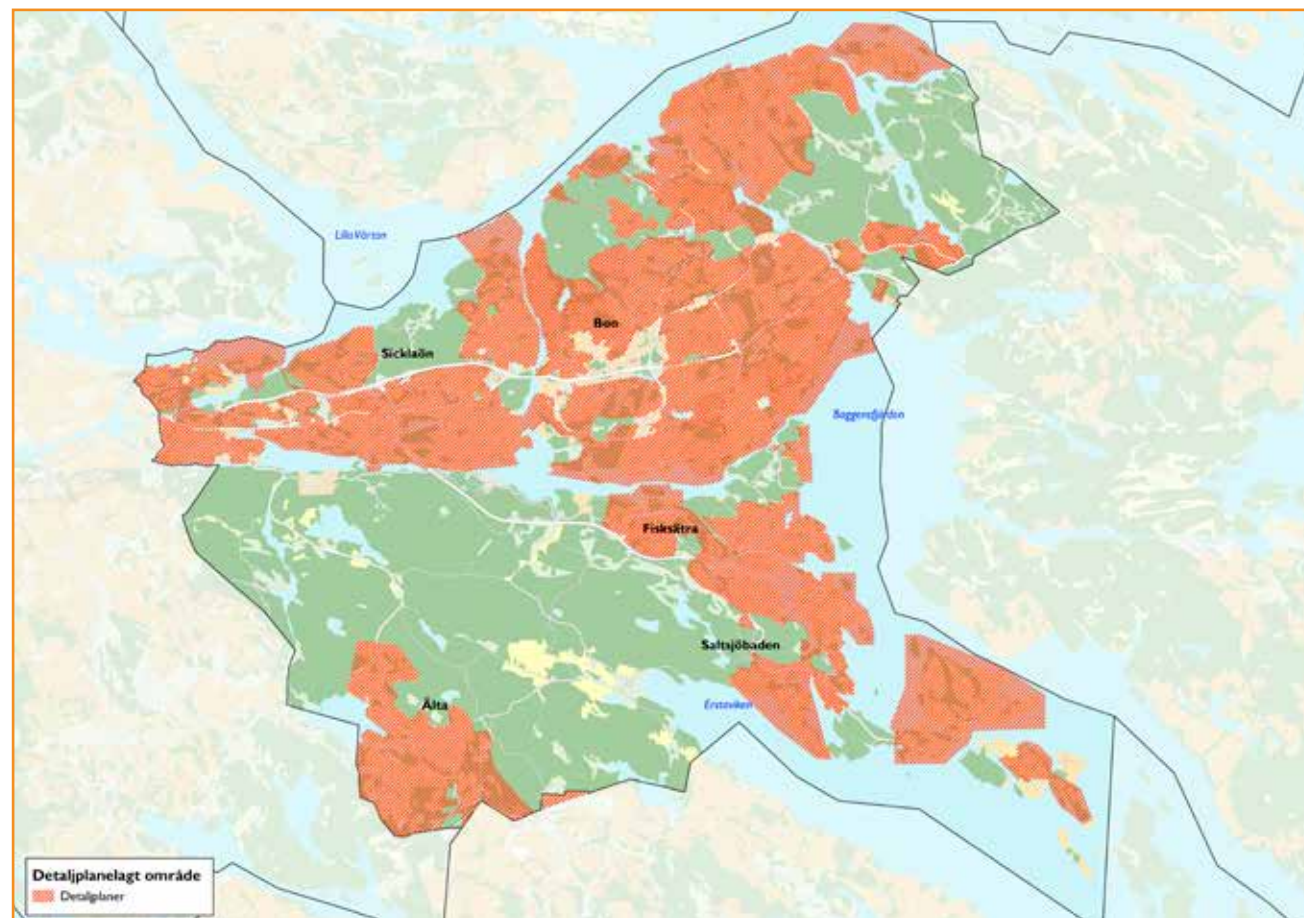 Lilla Värtan
Boo
Sicklaön
Baggensfjärden
Fisksätra
Saltsjöbaden
Erstaviken
Älta
Detaljplanelagt område
Detaljplaner